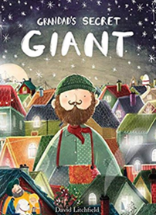 GRANDAD'S SECRET
GIANT
David Litchfield